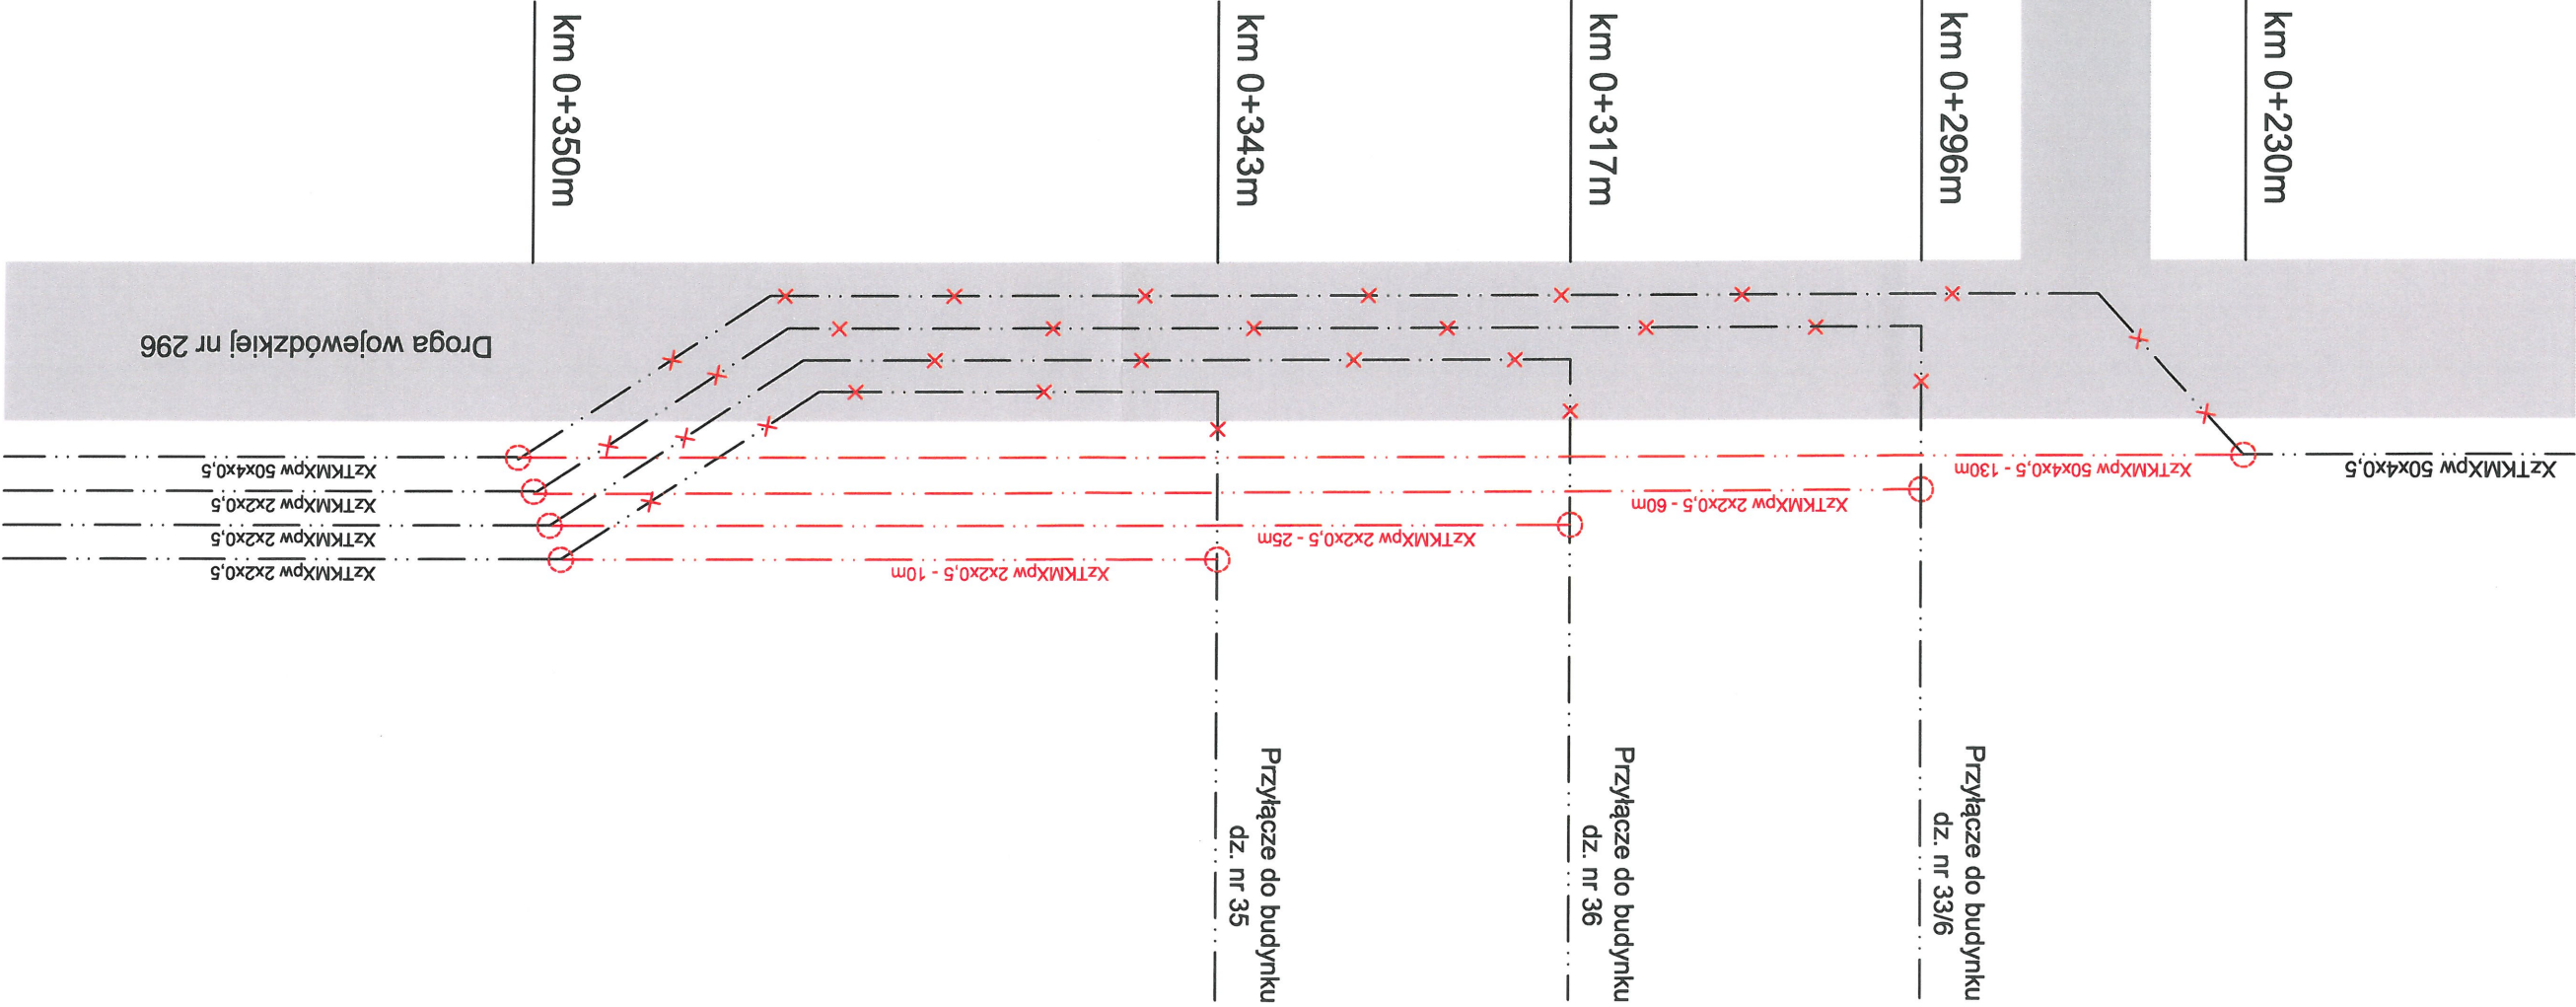 km 0+350m
km 0+343m
km 0+317m
km 0+296m
km 0+230m
Droga wojewódzkiej nr 296
XzTKMXpw 50x4x0,5
XzTKMXpw 2x2x0,5
XzTKMXpw 2x2x0,5
XzTKMXpw 2x2x0,5
XzTKMXpw 50x4x0,5 - 130m
XzTKMXpw 50x4x0,5
XzTKMXpw 2x2x0,5 - 60m
XzTKMXpw 2x2x0,5 - 25m
XzTKMXpw 2x2x0,5 - 10m
Przyłącze do budynku
dz. nr 35
Przyłącze do budynku
dz. nr 36
Przyłącze do budynku
dz. nr 33/6